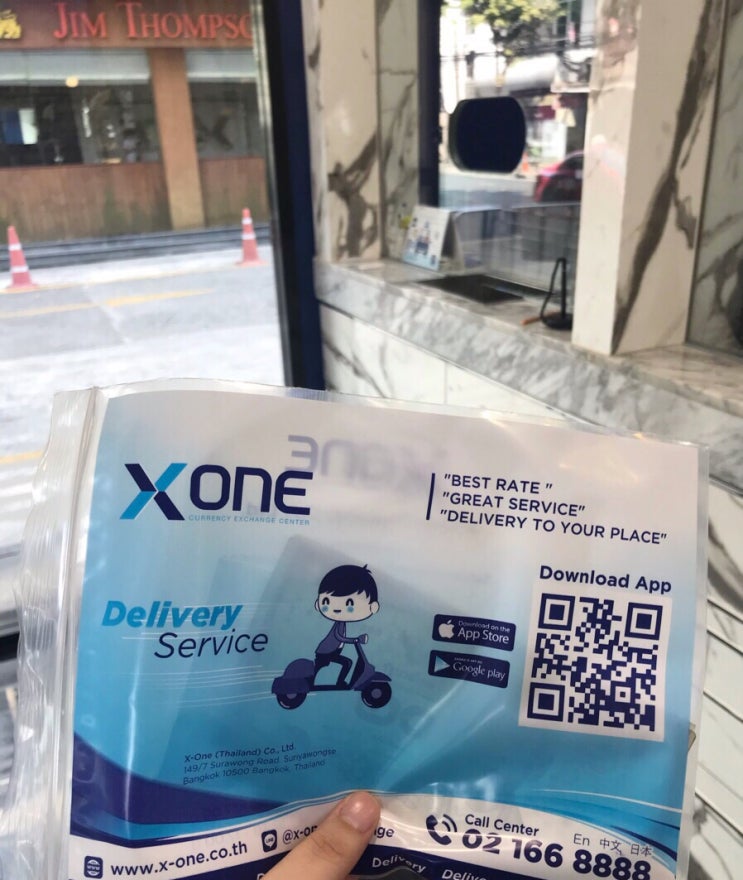 JIM THOMPSO
XONE
CURRENCY EXCHANGE CENTER
"BEST RATE "
"GREAT SERVICE"
"DELIVERY TO YOUR PLACE"
Download App
Delivery
Service
Download on the
App Store
Google play
X-One (Thailand) Co., Ltd.
149/7 Surawong Road, Suriyawongse
Bangkok 10500 Bangkok, Thailand
Call Center
02 166 8888
En 中文 日本
www.x-one.co.th
LINE
Delivery